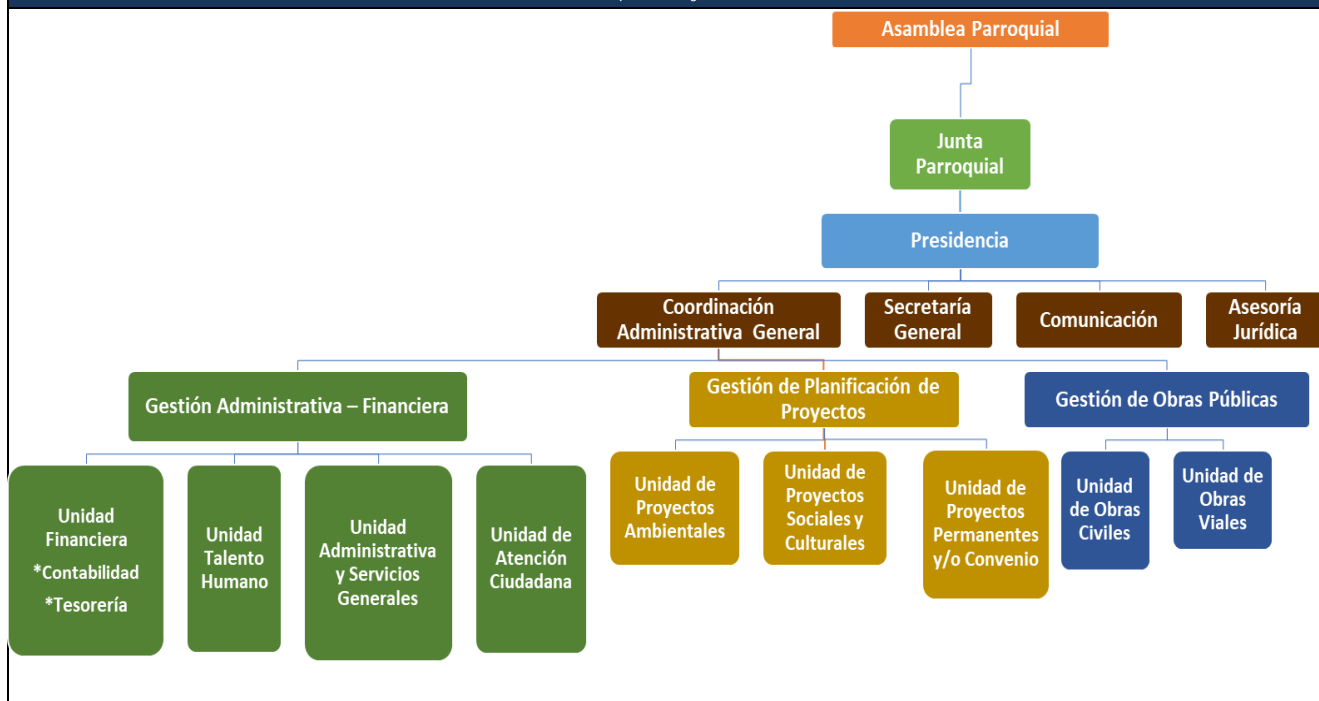 Asamblea Parroquial
Junta
Parroquial
Presidencia
Coordinación
Administrativa General
Secretaría
General
Comunicación
Asesoría
Jurídica
Gestión Administrativa – Financiera
Gestión de Planificación de
Proyectos
Gestión de Obras Públicas
Unidad
Financiera
*Contabilidad
*Tesorería
Unidad
Talento
Humano
Unidad
Administrativa
y Servicios
Generales
Unidad de
Atención
Ciudadana
Unidad de
Proyectos
Ambientales
Unidad de
Proyectos
Sociales y
Culturales
Unidad de
Proyectos
Permanentes
y/o Convenio
Unidad
de Obras
Civiles
Unidad de
Obras
Viales